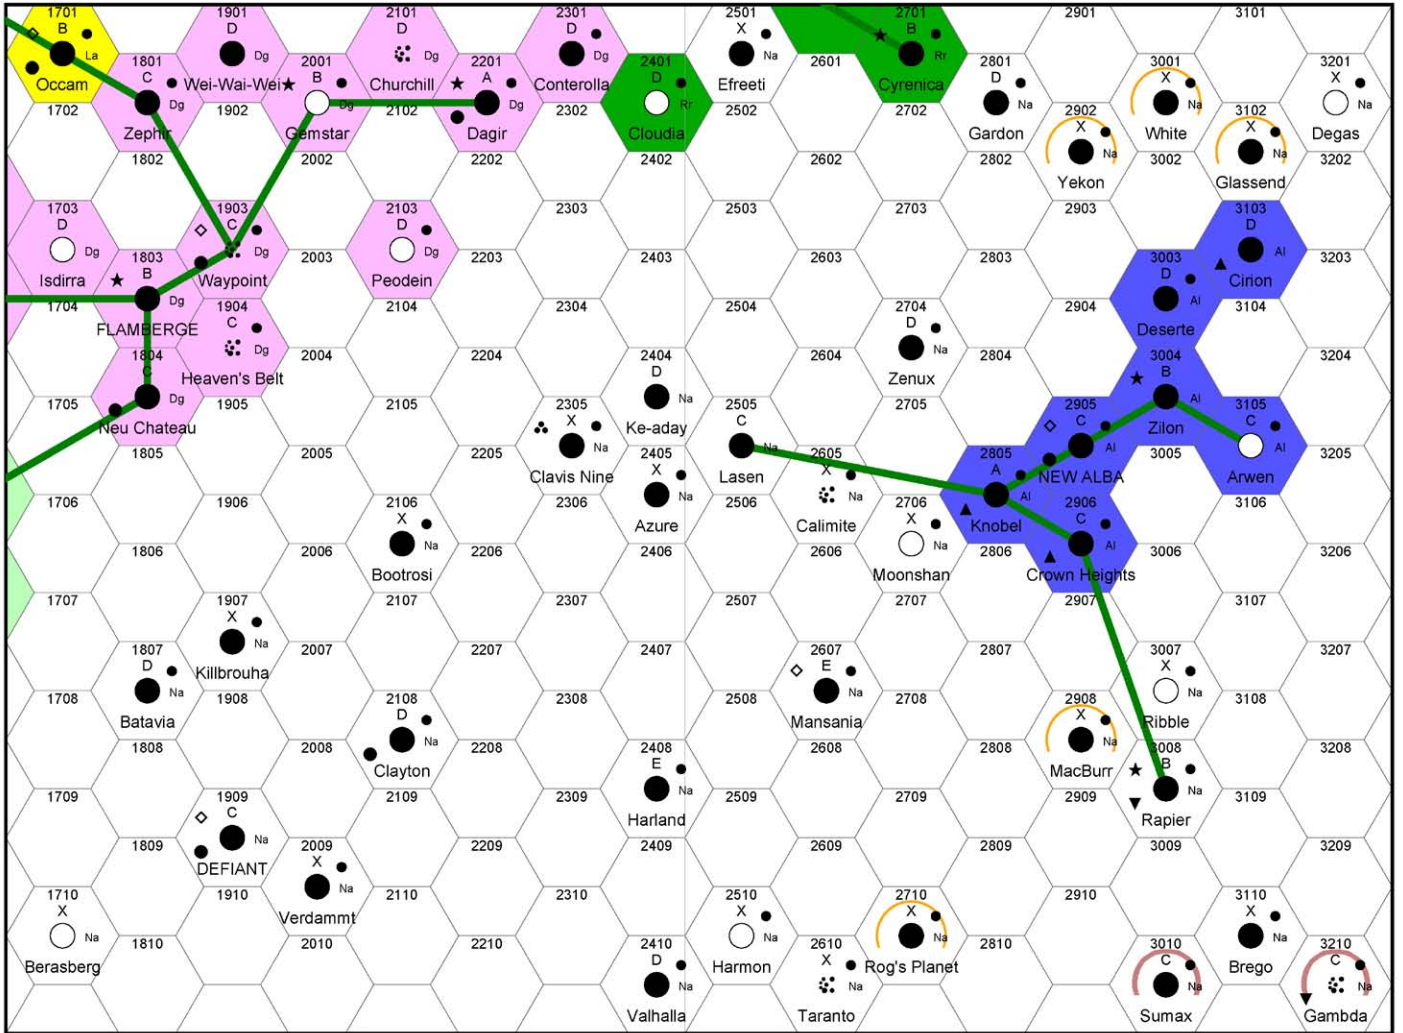 1701 1901 2101 2301 2501 2701 2901 3101
B D D D X B
La Dg Dg Dg Na Rr
Occam 1801 Wei-Wai-Wei 2001 Churchill 2201 Conterolla 2401 Efreeti 2601 Cyrenica 2801 3001 3201
C B A D D X X
Dg Dg Dg Rr Na Na Na
1702 1902 2102 2302 2502 2702 2902 3102
X X
Zephir Gemstar Dagir Cloudia Gardon White Degas
Na Na
1802 2002 2202 2402 2602 2802 Yekon 3002 Glassend 3202
1703 1903 2103 2303 2503 2703 2903 3103
D C D D
Dg Dg Dg Al
Isdirra 1803 Waypoint 2003 Peodein 2203 2403 2603 2803 3003 Cirion 3203
B D
Dg Al
1704 1904 2104 2304 2504 2704 2904 3104
C D
FLAMBERGE Deserte
Dg Na
1804 Heaven's Belt 2004 2204 2404 2604 Zenux 2804 3004 3204
C D B
Dg Na Al
1705 1905 2105 2305 2505 2705 2905 3105
X C C C
Neu Chateau Ke-aday Zilon
Na Na Al Al
1805 2005 2205 Clavis Nine 2405 Lasen 2605 2805 NEW ALBA 3005 Arwen 3205
X X A
Na Na Al
1706 1906 2106 2306 2506 2706 2906 3106
X X C
Azure Calimite Knobel
Na Na Al
1806 2006 Bootrosi 2206 2406 2606 Moonshan 2806 Crown Heights 3006 3206
1707 1907 2107 2307 2507 2707 2907 3107
X
Na
1807 Killbrouha 2007 2207 2407 2607 2807 3007 3207
D E X
Na Na Na
1708 1908 2108 2308 2508 2708 2908 3108
D X
Batavia Mansania Ribble
Na Na
1808 2008 Clayton 2208 2408 2608 2808 MacBurr 3008 3208
E B
Na Na
1709 1909 2109 2309 2509 2709 2909 3109
C
Harland Rapier
Na
1809 DEFIANT 2009 2209 2409 2609 2809 3009 3209
X
Na
1710 1910 2110 2310 2510 2710 2910 3110
X X X X
Verdammt
Na Na Na Na
Berasberg 1810 2010 2210 2410 Harmon 2610 Rog's Planet 2810 3010 Brego 3210
D X C C
Na Na Na Na
Valhalla Taranto Sumax Gambda